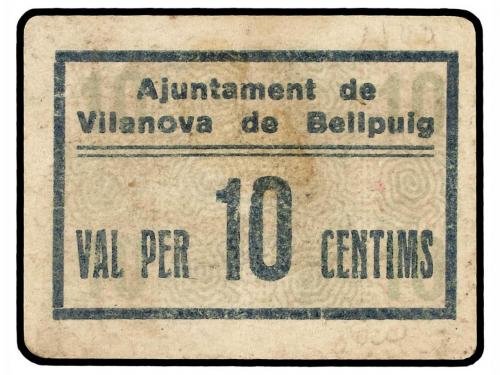 Ajuntament de
Vilanova de Bellpuig
VAL PER 10 CENTIMS